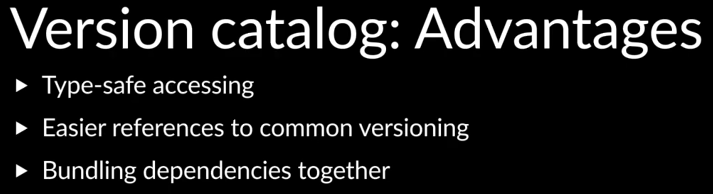 Version catalog: Advantages
▶ Type-safe accessing
▶ Easier references to common versioning
▶ Bundling dependencies together